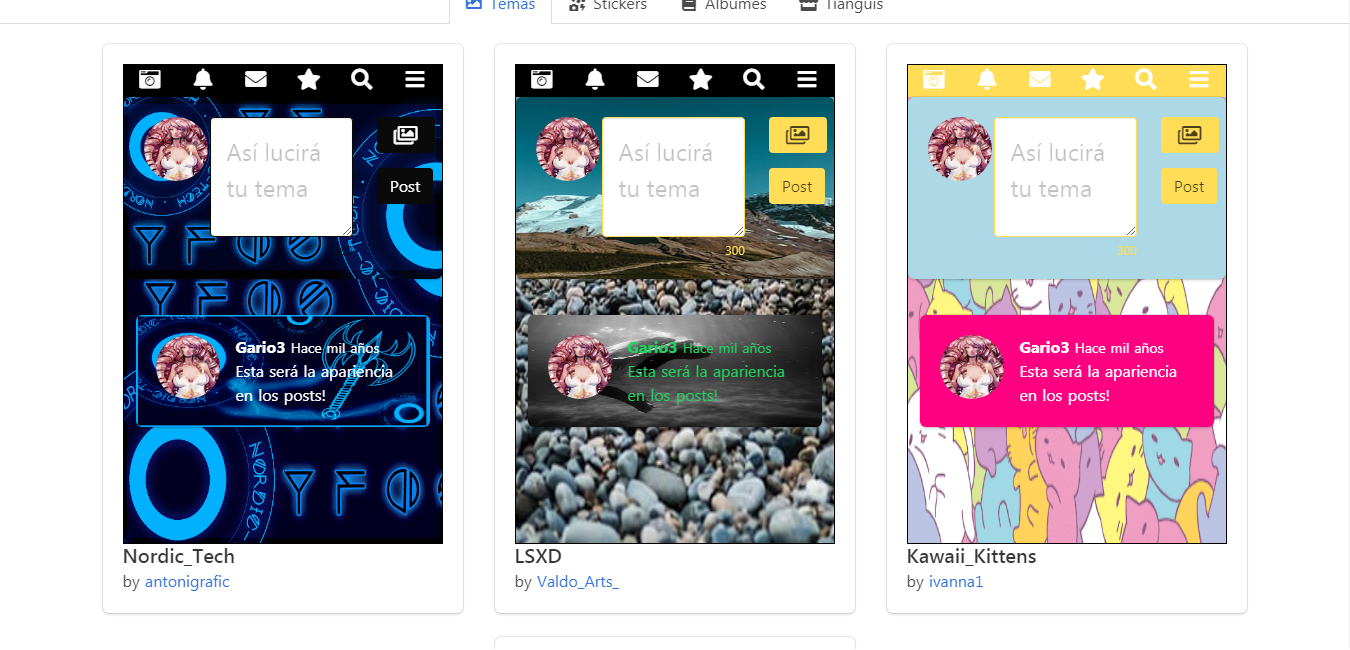 Temas Stickers Álbumes Tianguis
Así lucirá
tu tema
Post
Gario3 Hace mil años
Esta será la apariencia
en los posts!
Nordic_Tech
by antonigrafic
Así lucirá
tu tema
Post
300
Gario3 Hace mil años
Esta será la apariencia
en los posts!
LSXD
by Valdo_Arts_
Así lucirá
tu tema
Post
300
Gario3 Hace mil años
Esta será la apariencia
en los posts!
Kawaii_Kittens
by ivanna1